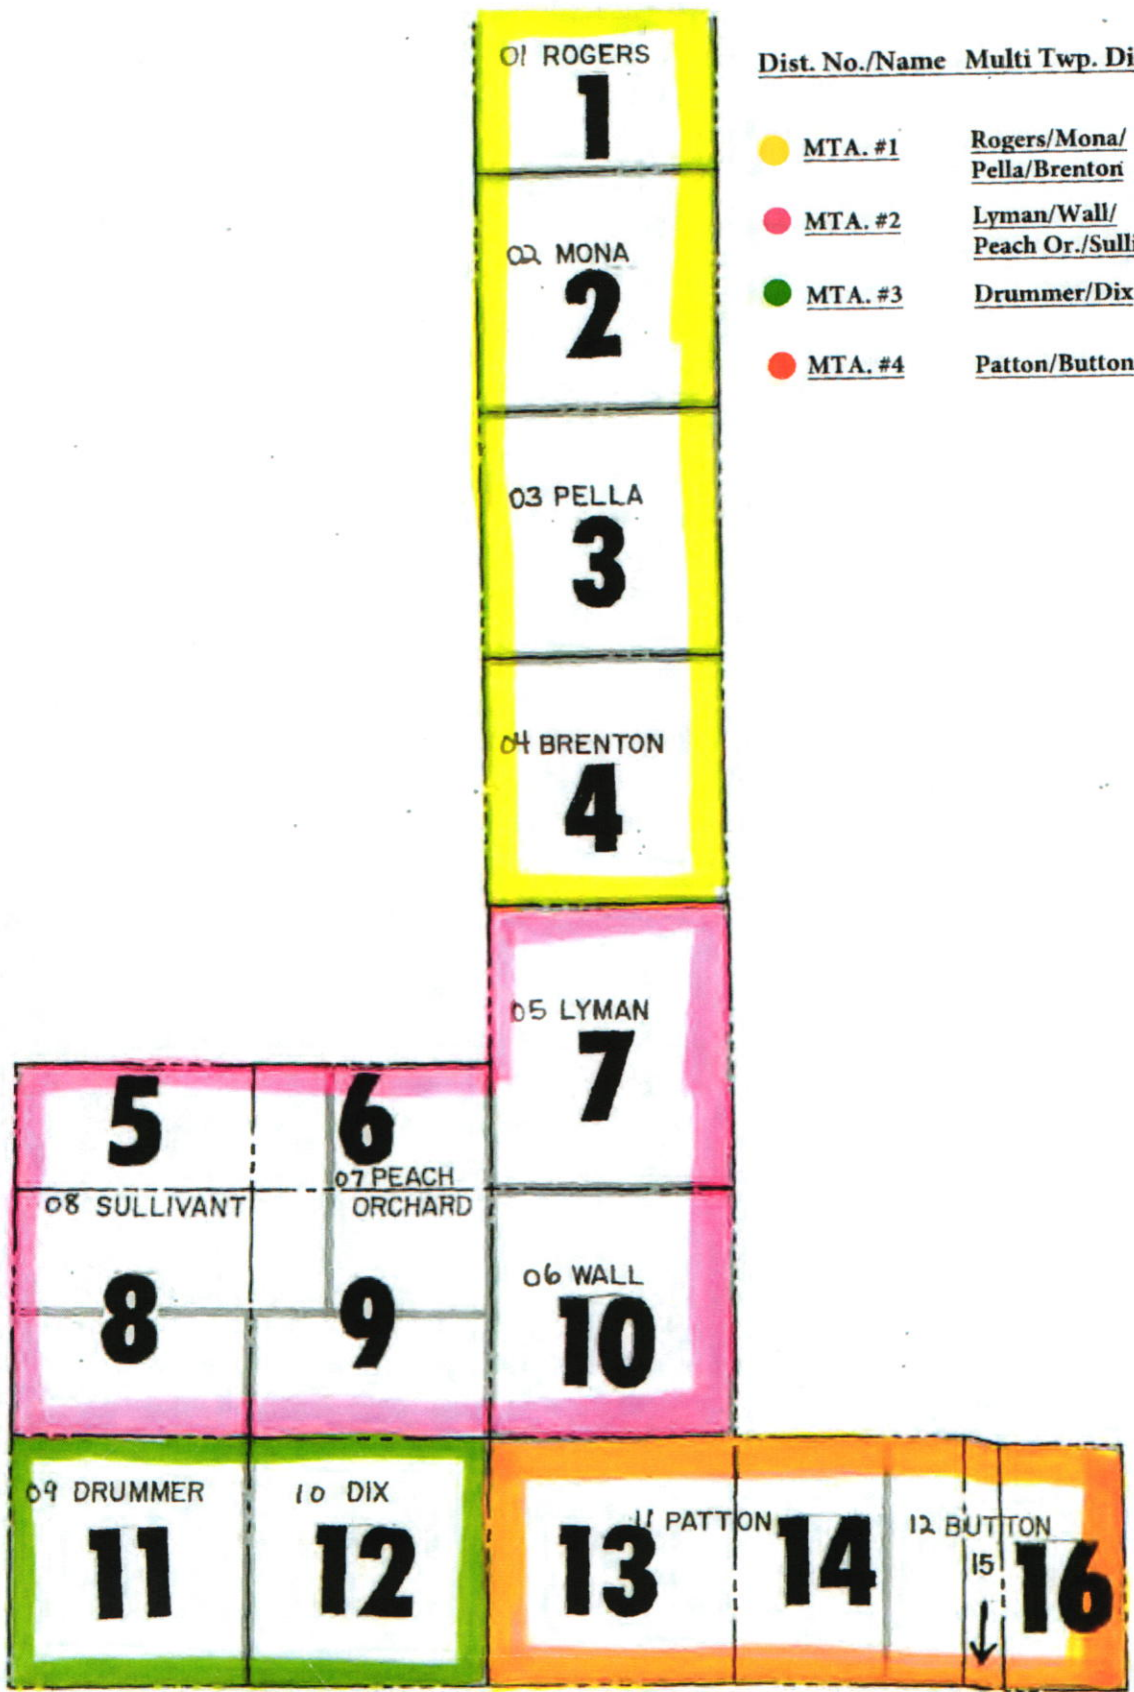 Dist. No./Name Multi Twp. Di
MTA. #1 Rogers/Mona/
Pella/Brenton
MTA. #2 Lyman/Wall/
Peach Or./Sulli
MTA. #3 Drummer/Dix
MTA. #4 Patton/Button
01 ROGERS
1
02 MONA
2
03 PELLA
3
04 BRENTON
4
05 LYMAN
7
5
6
07 PEACH
ORCHARD
08 SULLIVANT
06 WALL
8
9
10
09 DRUMMER
11
10 DIX
12
11 PATTON
13
14
12 BUTTON
15
16